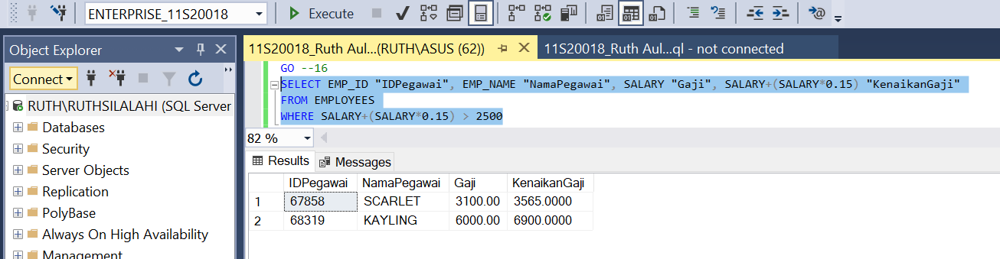 ENTERPRISE_11S20018 Execute
Object Explorer
Connect
RUTH\RUTHSILALAHI (SQL Server
Databases
Security
Server Objects
Replication
PolyBase
Always On High Availability
Management
11S20018_Ruth Aul...(RUTH\ASUS (62)) 11S20018_Ruth Aul...ql - not connected
GO --16
SELECT EMP_ID "IDPegawai", EMP_NAME "NamaPegawai", SALARY "Gaji", SALARY+(SALARY*0.15) "KenaikanGaji"
FROM EMPLOYEES
WHERE SALARY+(SALARY*0.15) > 2500
82 %
Results Messages
IDPegawai NamaPegawai Gaji KenaikanGaji
1 67858 SCARLET 3100.00 3565.0000
2 68319 KAYLING 6000.00 6900.0000